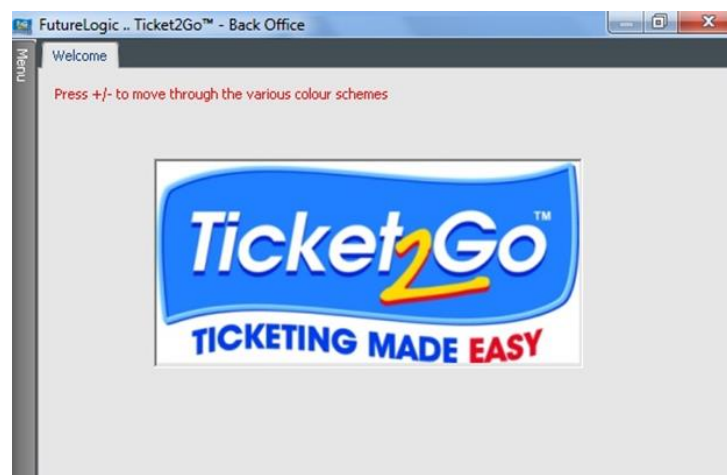 FutureLogic .. Ticket2Go™ - Back Office
Menu
Welcome
Press +/- to move through the various colour schemes
Ticket2Go™
TICKETING MADE EASY